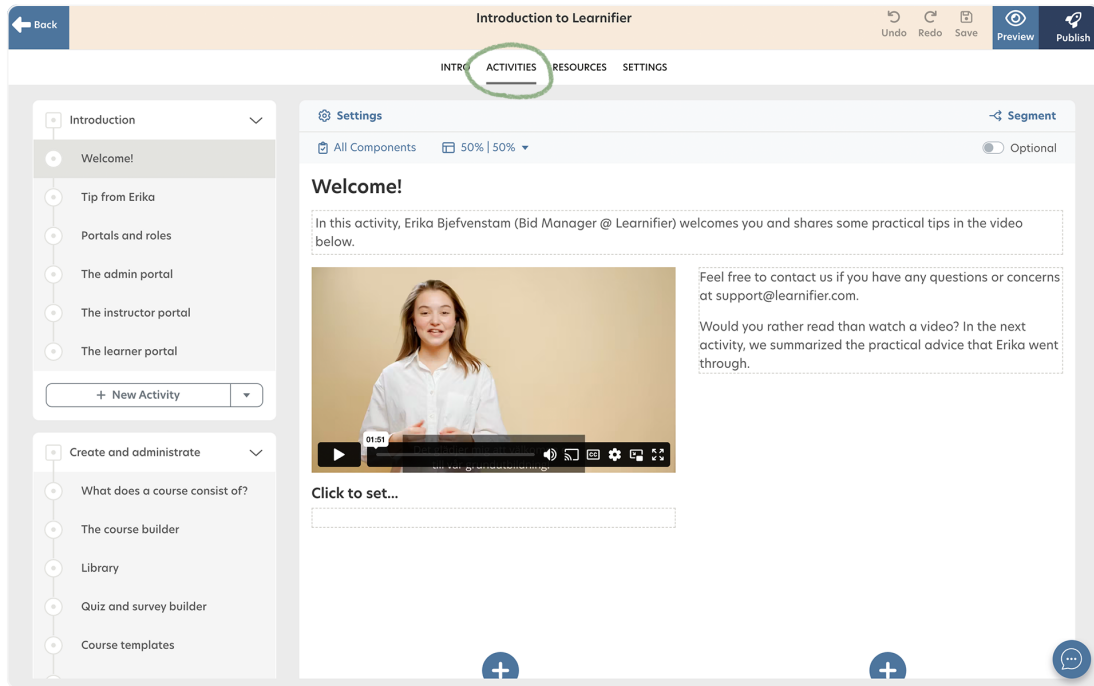 Back
Introduction to Learnifier
Undo
Redo
Save
Preview
Publish
INTRO
ACTIVITIES
RESOURCES
SETTINGS
Introduction
Welcome!
Tip from Erika
Portals and roles
The admin portal
The instructor portal
The learner portal
+ New Activity
Create and administrate
What does a course consist of?
The course builder
Library
Quiz and survey builder
Course templates
Settings
Segment
All Components
50% | 50%
Optional
Welcome!
In this activity, Erika Bjefvenstam (Bid Manager @ Learnifier) welcomes you and shares some practical tips in the video
below.
01:51
CC
till vår grundutbildning!
Click to set...
Feel free to contact us if you have any questions or concerns
at support@learnifier.com.
Would you rather read than watch a video? In the next
activity, we summarized the practical advice that Erika went
through.